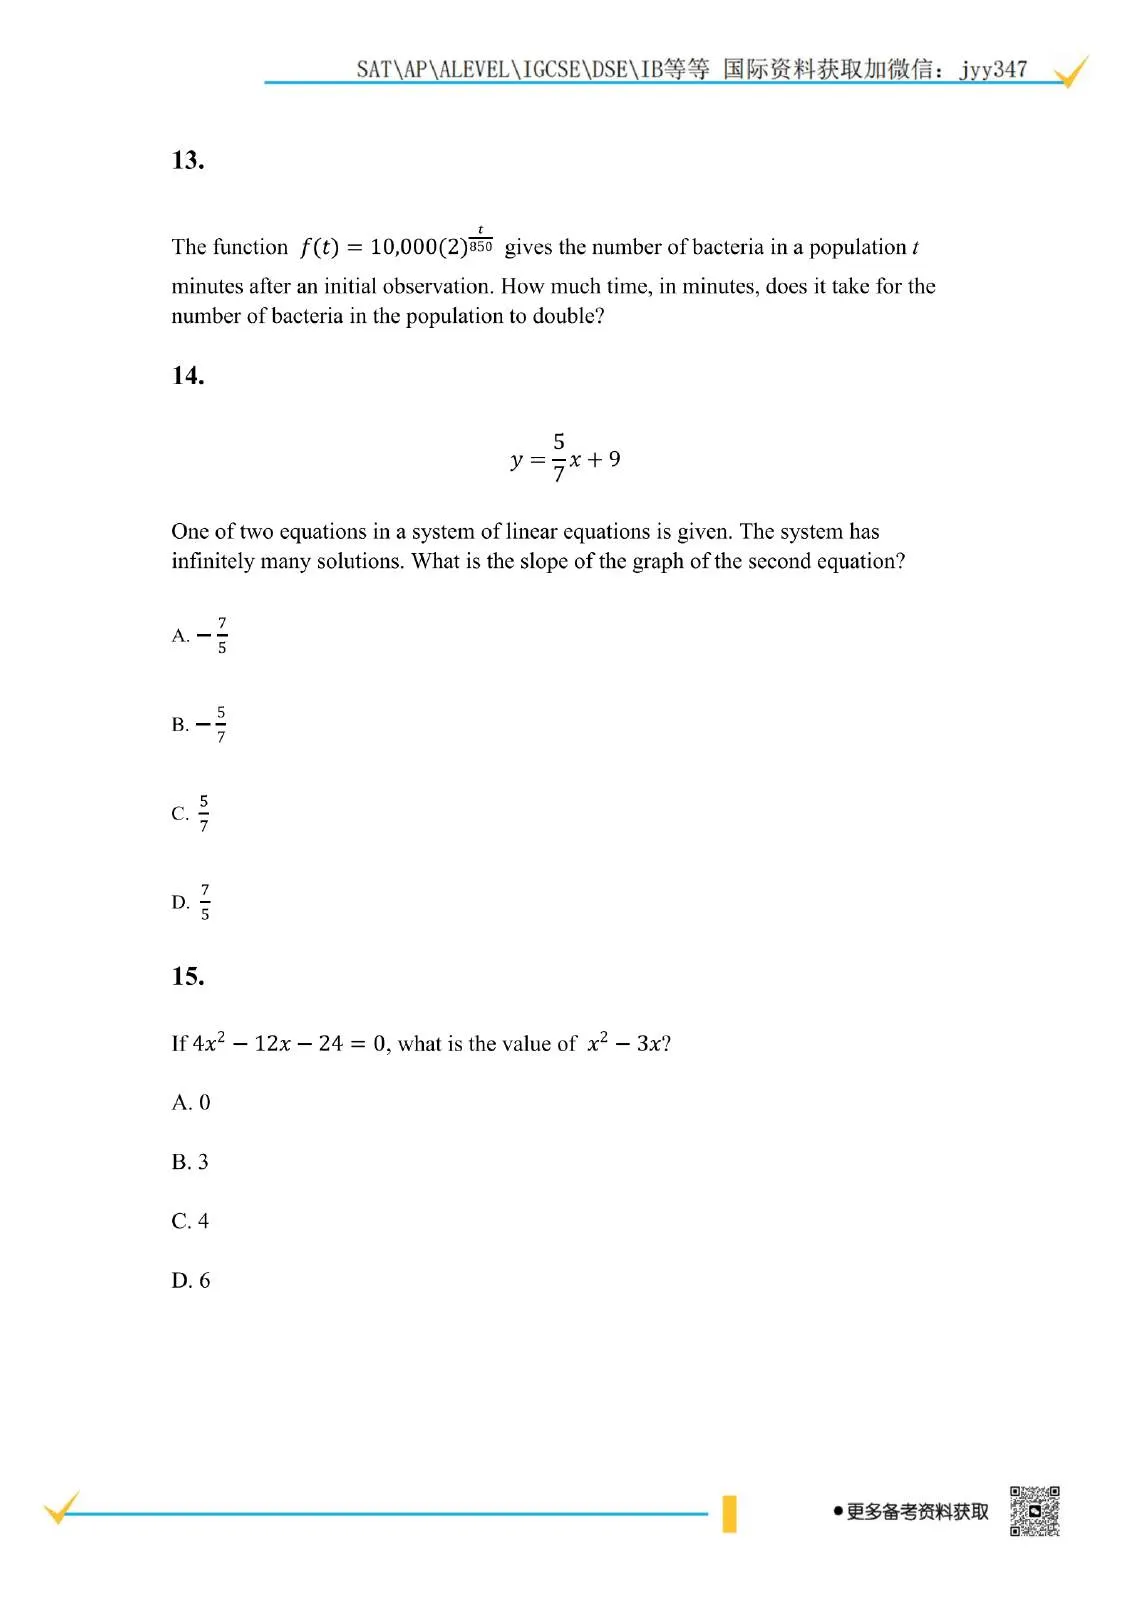 SAT\AP\ALEVEL\IGCSE\DSE\IB等等 国际资料获取加微信：jyy347
13.
The function f(t) = 10,000(2)^{\frac{t}{850}} gives the number of bacteria in a population t
minutes after an initial observation. How much time, in minutes, does it take for the
number of bacteria in the population to double?
14.
y = \frac{5}{7}x + 9
One of two equations in a system of linear equations is given. The system has
infinitely many solutions. What is the slope of the graph of the second equation?
A. −\frac{7}{5}
B. −\frac{5}{7}
C. \frac{5}{7}
D. \frac{7}{5}
15.
If 4x² − 12x − 24 = 0, what is the value of x² − 3x?
A. 0
B. 3
C. 4
D. 6
●更多备考资料获取